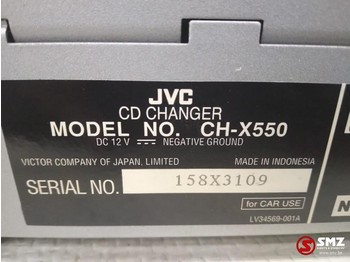 JVC
CD CHANGER
MODEL NO. CH-X550
DC 12 V ⎓ NEGATIVE GROUND
VICTOR COMPANY OF JAPAN, LIMITED MADE IN INDONESIA
SERIAL NO. 158X3109
for CAR USE
LV34569-001A
N
SMZ